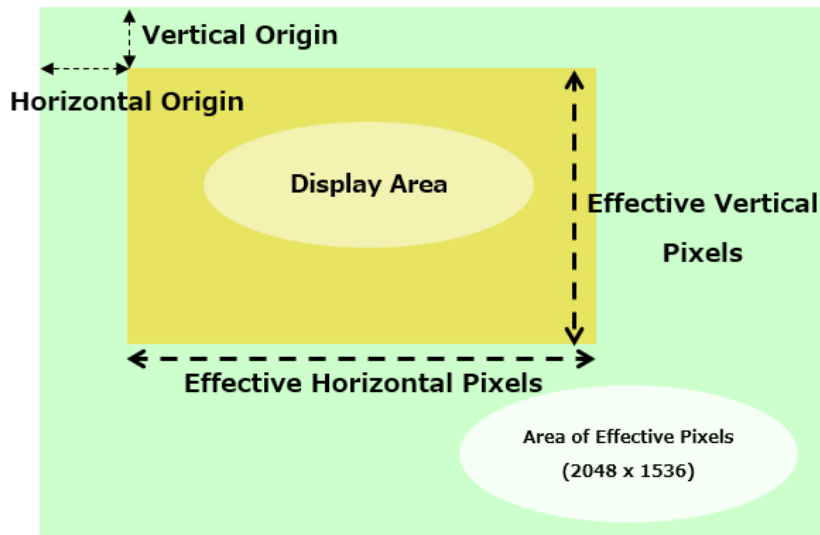 Vertical Origin
Horizontal Origin
Display Area
Effective Vertical
Pixels
Effective Horizontal Pixels
Area of Effective Pixels
(2048 x 1536)